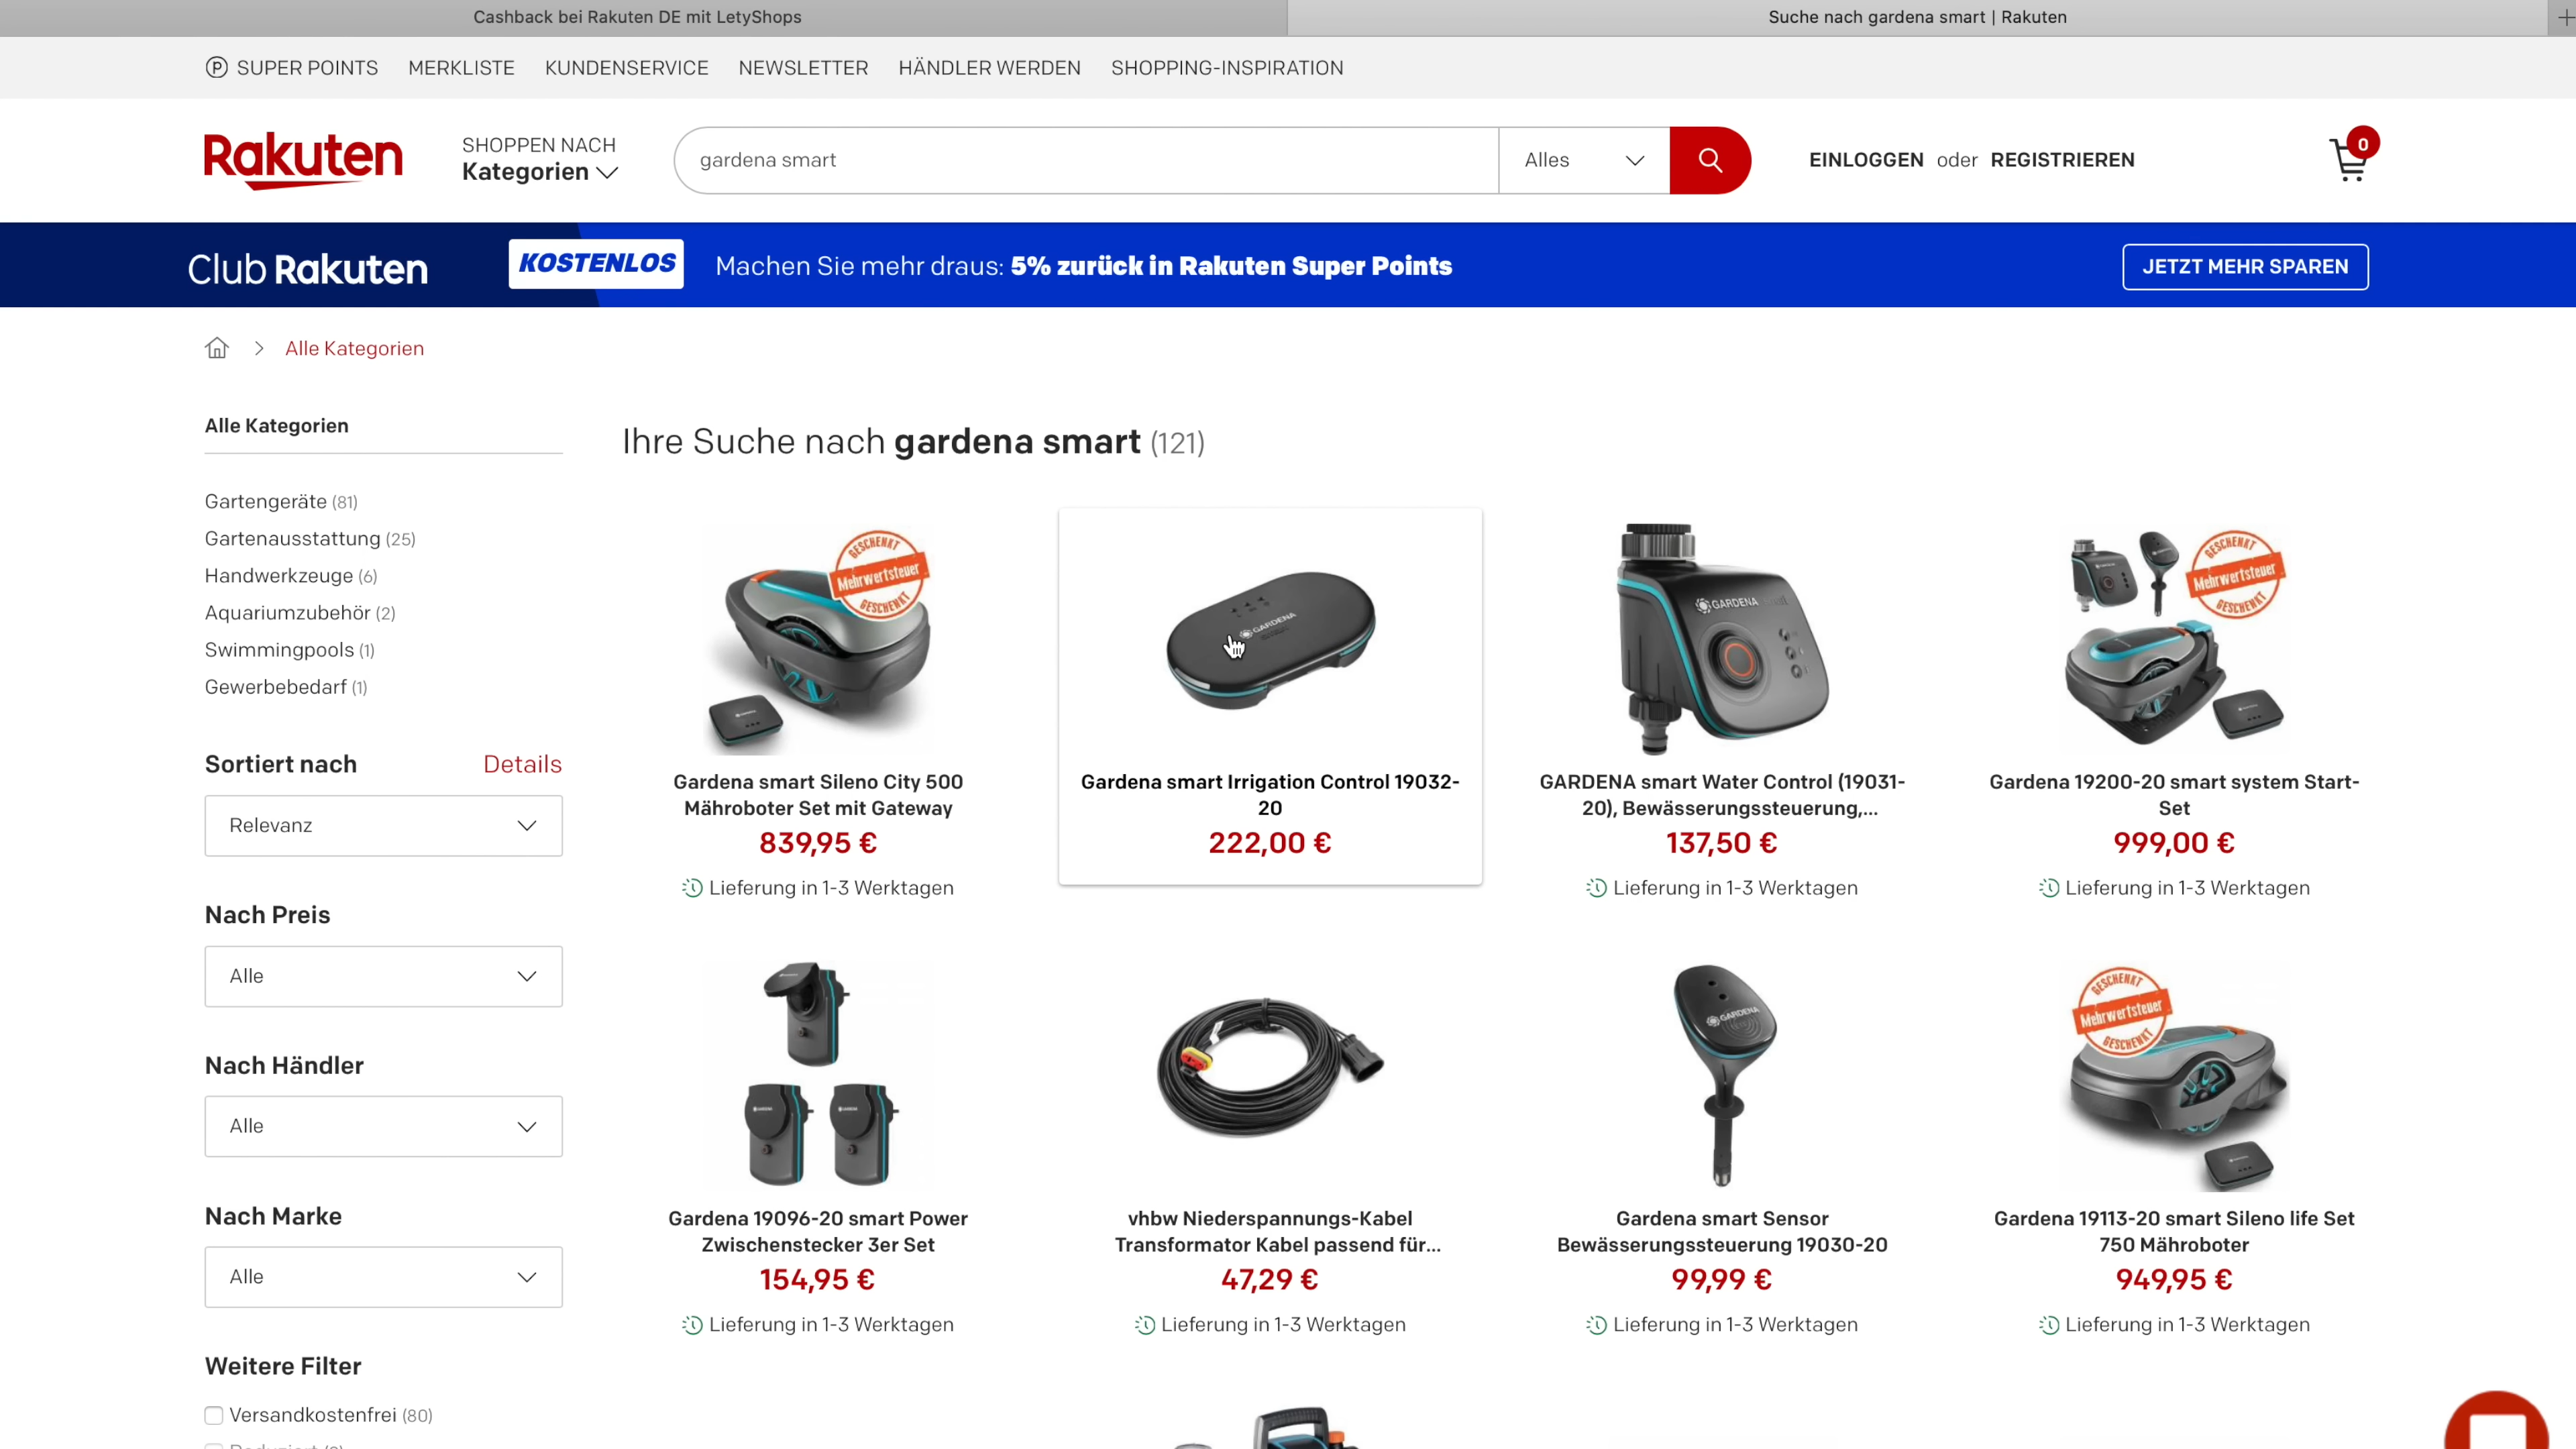 Cashback bei Rakuten DE mit LetyShops
Suche nach gardena smart | Rakuten
SUPER POINTS MERKLISTE KUNDENSERVICE NEWSLETTER HÄNDLER WERDEN SHOPPING-INSPIRATION
Rakuten
SHOPPEN NACH
Kategorien
gardena smart
Alles
EINLOGGEN oder REGISTRIEREN
0
Club Rakuten
KOSTENLOS
Machen Sie mehr draus: 5% zurück in Rakuten Super Points
JETZT MEHR SPAREN
Alle Kategorien
Alle Kategorien
Gartengeräte (81)
Gartenausstattung (25)
Handwerkzeuge (6)
Aquariumzubehör (2)
Swimmingpools (1)
Gewerbebedarf (1)
Sortiert nach
Details
Relevanz
Nach Preis
Alle
Nach Händler
Alle
Nach Marke
Alle
Weitere Filter
Versandkostenfrei (80)
Ihre Suche nach gardena smart (121)
GESCHENKT
Mehrwertsteuer
GESCHENKT
Gardena smart Sileno City 500
Mähroboter Set mit Gateway
839,95 €
Lieferung in 1-3 Werktagen
GARDENA
Gardena smart Irrigation Control 19032-
20
222,00 €
GARDENA
GARDENA smart Water Control (19031-
20), Bewässerungssteuerung,...
137,50 €
Lieferung in 1-3 Werktagen
GESCHENKT
Mehrwertsteuer
GESCHENKT
Gardena 19200-20 smart system Start-
Set
999,00 €
Lieferung in 1-3 Werktagen
Gardena 19096-20 smart Power
Zwischenstecker 3er Set
154,95 €
Lieferung in 1-3 Werktagen
vhbw Niederspannungs-Kabel
Transformator Kabel passend für...
47,29 €
Lieferung in 1-3 Werktagen
GARDENA
Gardena smart Sensor
Bewässerungssteuerung 19030-20
99,99 €
Lieferung in 1-3 Werktagen
GESCHENKT
Mehrwertsteuer
GESCHENKT
Gardena 19113-20 smart Sileno life Set
750 Mähroboter
949,95 €
Lieferung in 1-3 Werktagen